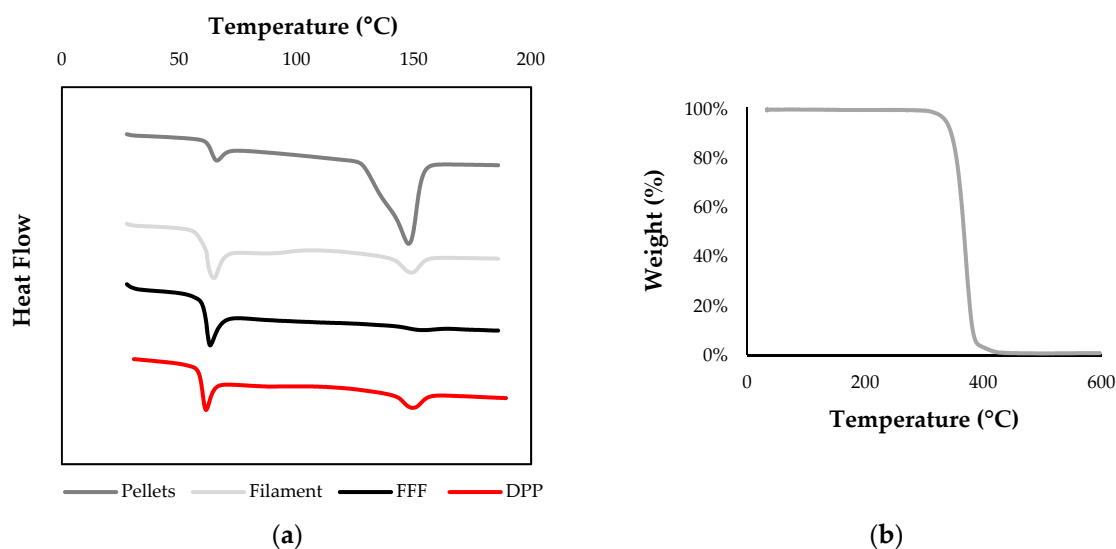 Temperature (°C)
0 50 100 150 200
Heat Flow
Pellets Filament FFF DPP
(a)
100%
80%
60%
40%
20%
0%
Weight (%)
0 200 400 600
Temperature (°C)
(b)